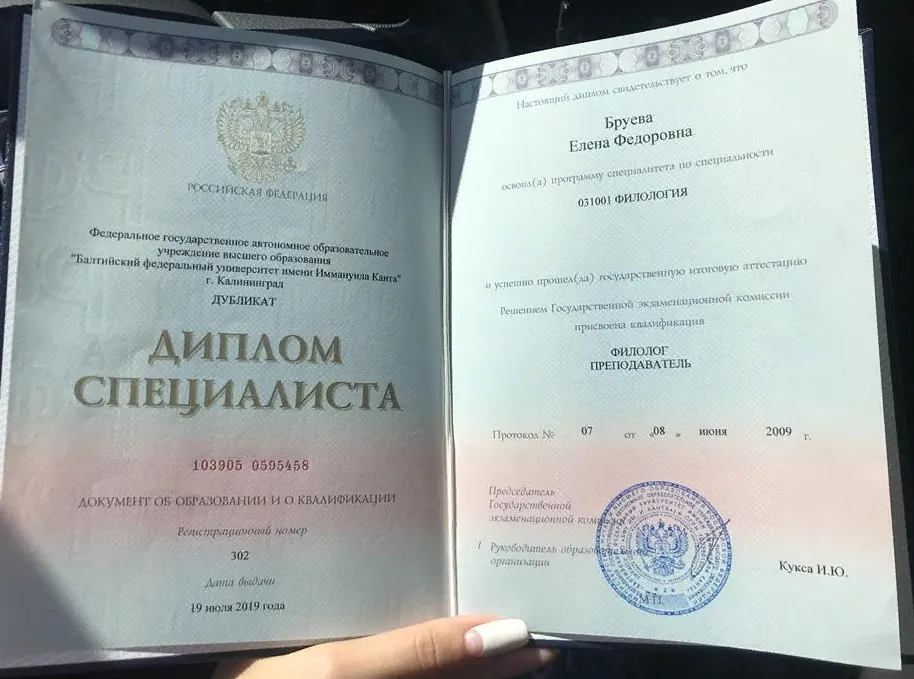 РОССИЙСКАЯ ФЕДЕРАЦИЯ
Федеральное государственное автономное образовательное
учреждение высшего образования
"Балтийский федеральный университет имени Иммануила Канта"
г. Калининград
ДУБЛИКАТ
ДИПЛОМ
СПЕЦИАЛИСТА
103905 0595458
ДОКУМЕНТ ОБ ОБРАЗОВАНИИ И О КВАЛИФИКАЦИИ
Регистрационный номер
302
Дата выдачи
19 июля 2019 года
Настоящий диплом свидетельствует о том, что
Бруева
Елена Федоровна
освоил(а) программу специалитета по специальности
031001 ФИЛОЛОГИЯ
и успешно прошел(ла) государственную итоговую аттестацию
Решением Государственной экзаменационной комиссии
присвоена квалификация
ФИЛОЛОГ
ПРЕПОДАВАТЕЛЬ
Протокол № 07 от «08» июня 2009 г.
Председатель
Государственной
экзаменационной комиссии
/ Руководитель образовательной
организации
Кукса И.Ю.
М.П.